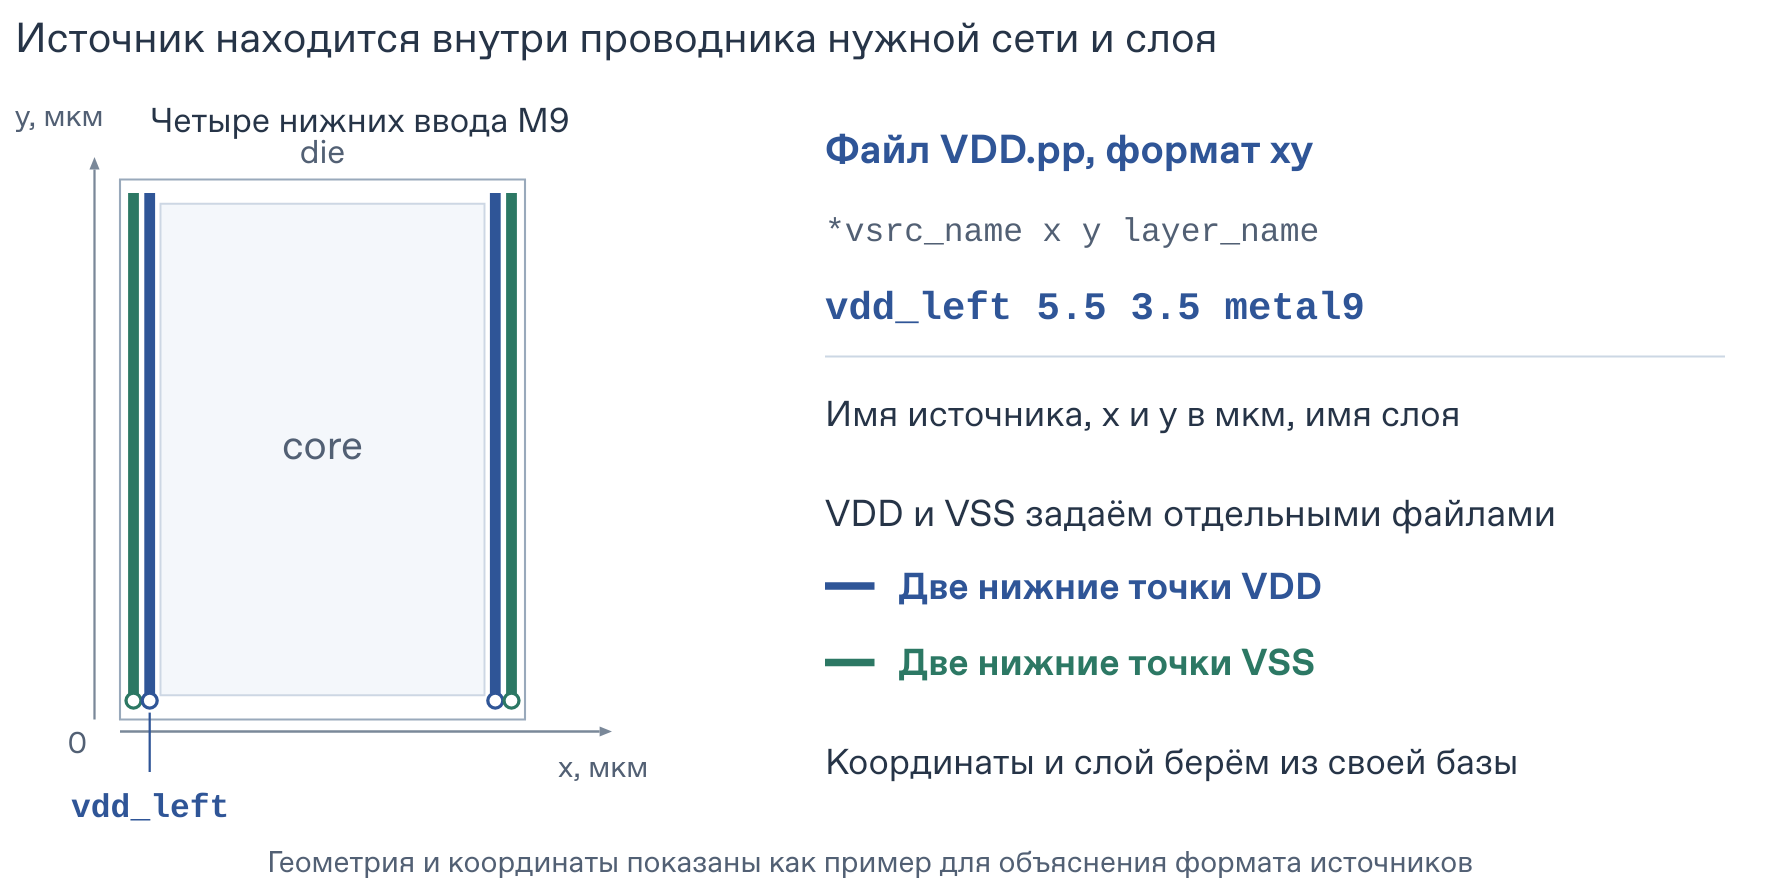 Источник находится внутри проводника нужной сети и слоя
y, мкм
Четыре нижних ввода M9
die
core
0
x, мкм
vdd_left
Файл VDD.pp, формат xy
*vsrc_name x y layer_name
vdd_left 5.5 3.5 metal9
Имя источника, x и y в мкм, имя слоя
VDD и VSS задаём отдельными файлами
Две нижние точки VDD
Две нижние точки VSS
Координаты и слой берём из своей базы
Геометрия и координаты показаны как пример для объяснения формата источников